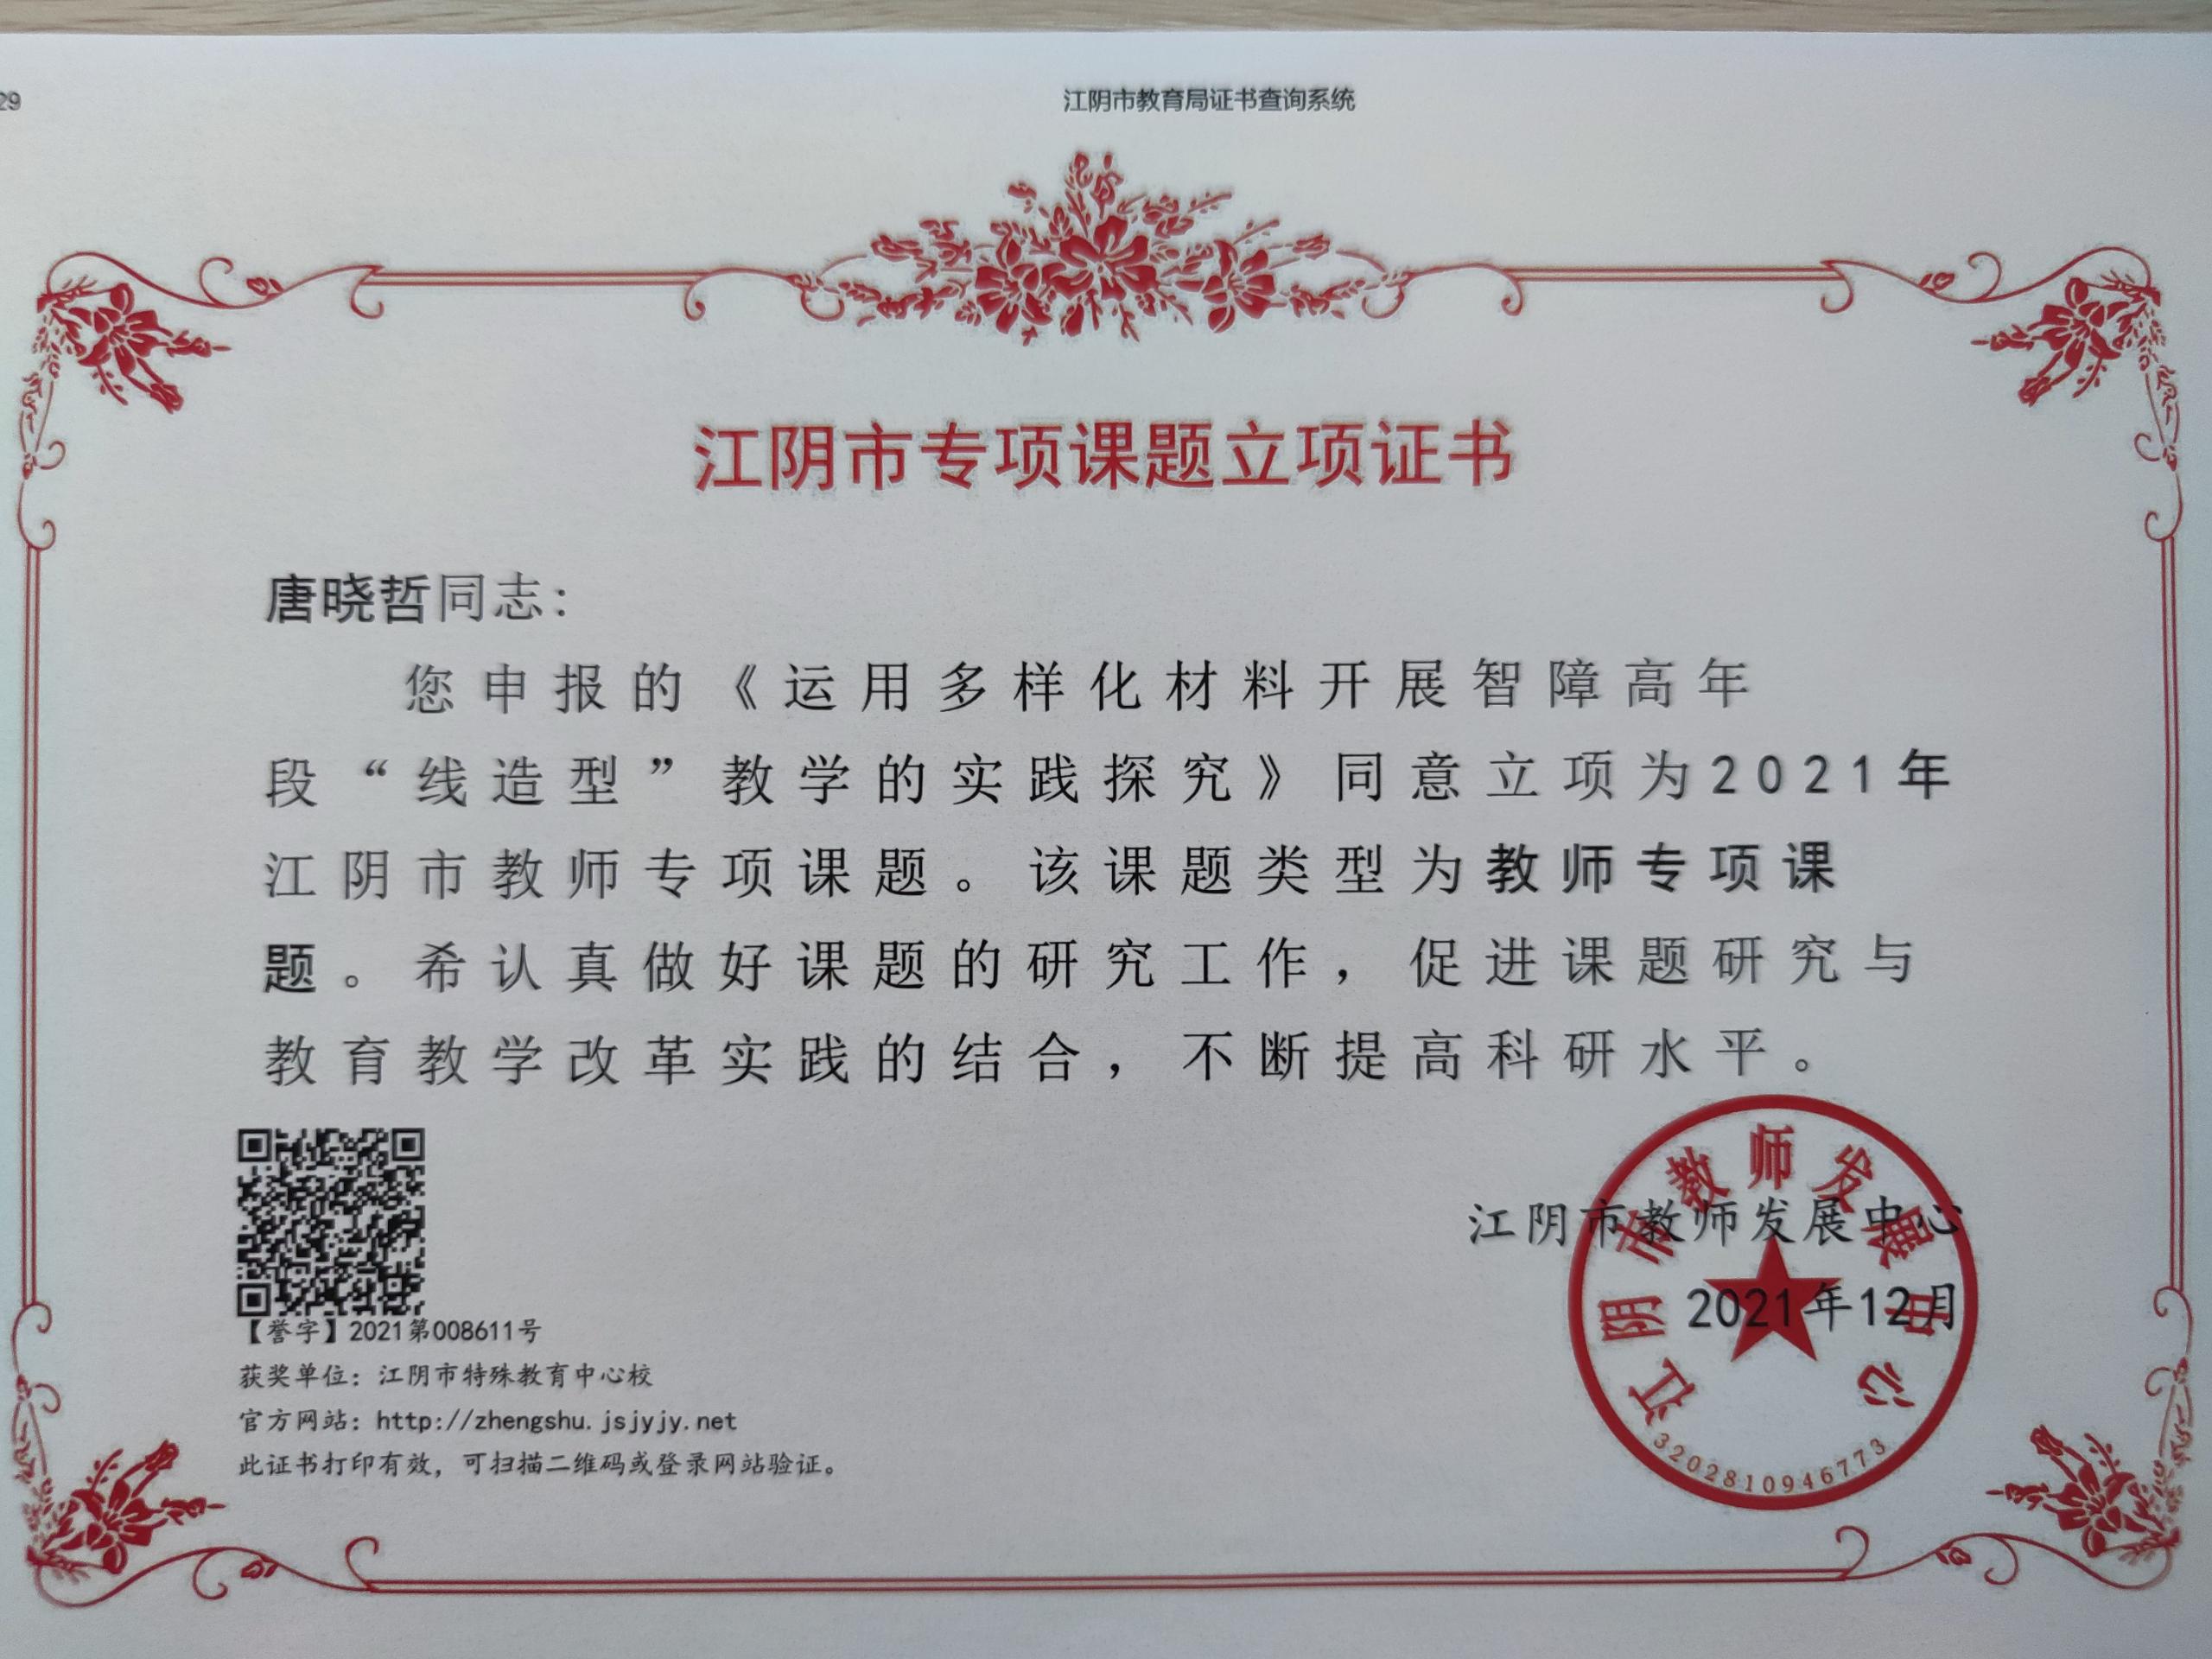 29
江阴市教育局证书查询系统
江阴市专项课题立项证书
唐晓哲同志：
您申报的《运用多样化材料开展智障高年
段“线造型”教学的实践探究》同意立项为2021年
江阴市教师专项课题。该课题类型为教师专项课
题。希认真做好课题的研究工作，促进课题研究与
教育教学改革实践的结合，不断提高科研水平。
江阴市教师发展中心
2021年12月
江阴市教师发展中心
3202810946773
【誉字】2021第008611号
获奖单位：江阴市特殊教育中心校
官方网站：http://zhengshu.jsjyjy.net
此证书打印有效，可扫描二维码或登录网站验证。